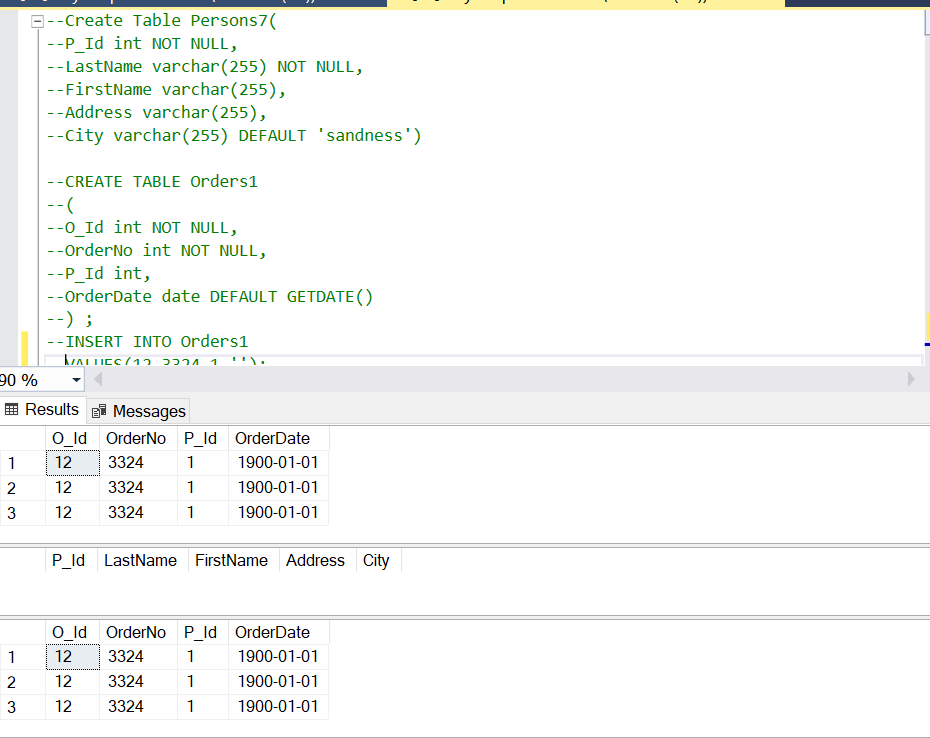 --Create Table Persons7(
--P_Id int NOT NULL,
--LastName varchar(255) NOT NULL,
--FirstName varchar(255),
--Address varchar(255),
--City varchar(255) DEFAULT 'sandness')
--CREATE TABLE Orders1
--(
--O_Id int NOT NULL,
--OrderNo int NOT NULL,
--P_Id int,
--OrderDate date DEFAULT GETDATE()
--) ;
--INSERT INTO Orders1
VALUES(12,3324,1,'');
90 %
Results Messages
O_Id OrderNo P_Id OrderDate
1 12 3324 1 1900-01-01
2 12 3324 1 1900-01-01
3 12 3324 1 1900-01-01
P_Id LastName FirstName Address City
O_Id OrderNo P_Id OrderDate
1 12 3324 1 1900-01-01
2 12 3324 1 1900-01-01
3 12 3324 1 1900-01-01